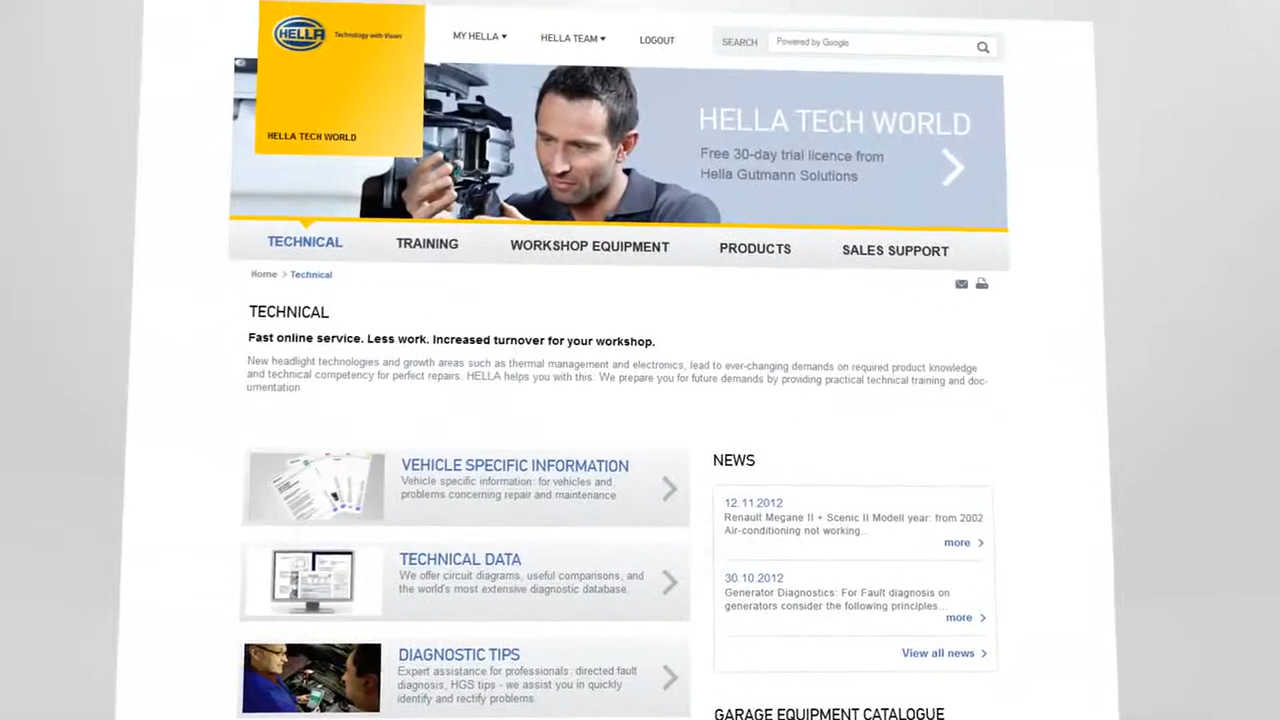 HELLA
Technology with Vision
MY HELLA
HELLA TEAM
LOGOUT
SEARCH
Powered by Google
HELLA TECH WORLD
HELLA TECH WORLD
Free 30-day trial licence from
Hella Gutmann Solutions
TECHNICAL
TRAINING
WORKSHOP EQUIPMENT
PRODUCTS
SALES SUPPORT
Home > Technical
TECHNICAL
Fast online service. Less work. Increased turnover for your workshop.
New headlight technologies and growth areas such as thermal management and electronics, lead to ever-changing demands on required product knowledge
and technical competency for perfect repairs. HELLA helps you with this. We prepare you for future demands by providing practical technical training and doc-
umentation.
VEHICLE SPECIFIC INFORMATION
Vehicle specific information: for vehicles and
problems concerning repair and maintenance
TECHNICAL DATA
We offer circuit diagrams, useful comparisons, and
the world's most extensive diagnostic database.
DIAGNOSTIC TIPS
Expert assistance for professionals: directed fault
diagnosis, HGS tips - we assist you in quickly
identify and rectify problems.
NEWS
12.11.2012
Renault Megane II + Scenic II Modell year: from 2002
Air-conditioning not working...
more >
30.10.2012
Generator Diagnostics: For Fault diagnosis on
generators consider the following principles...
more >
View all news >
GARAGE EQUIPMENT CATALOGUE